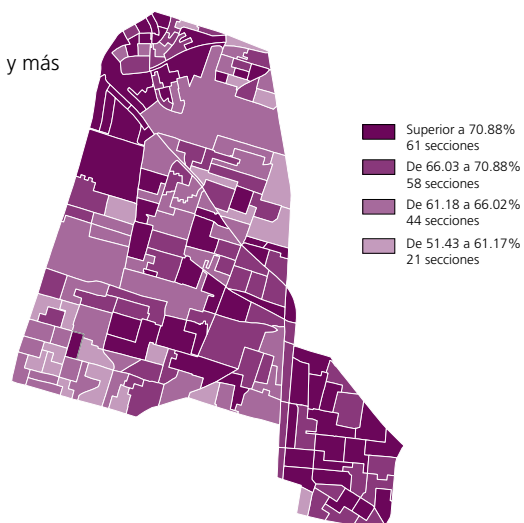 y más
Superior a 70.88%
61 secciones
De 66.03 a 70.88%
58 secciones
De 61.18 a 66.02%
44 secciones
De 51.43 a 61.17%
21 secciones